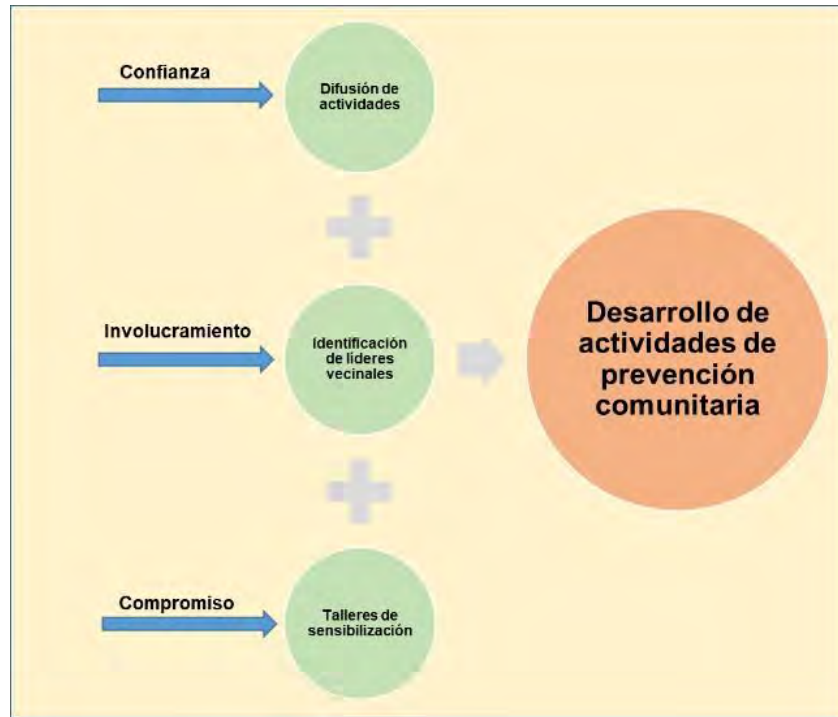 Confianza
Difusión de
actividades
Involucramiento
Identificación
de líderes
vecinales
Desarrollo de
actividades de
prevención
comunitaria
Compromiso
Talleres de
sensibilización